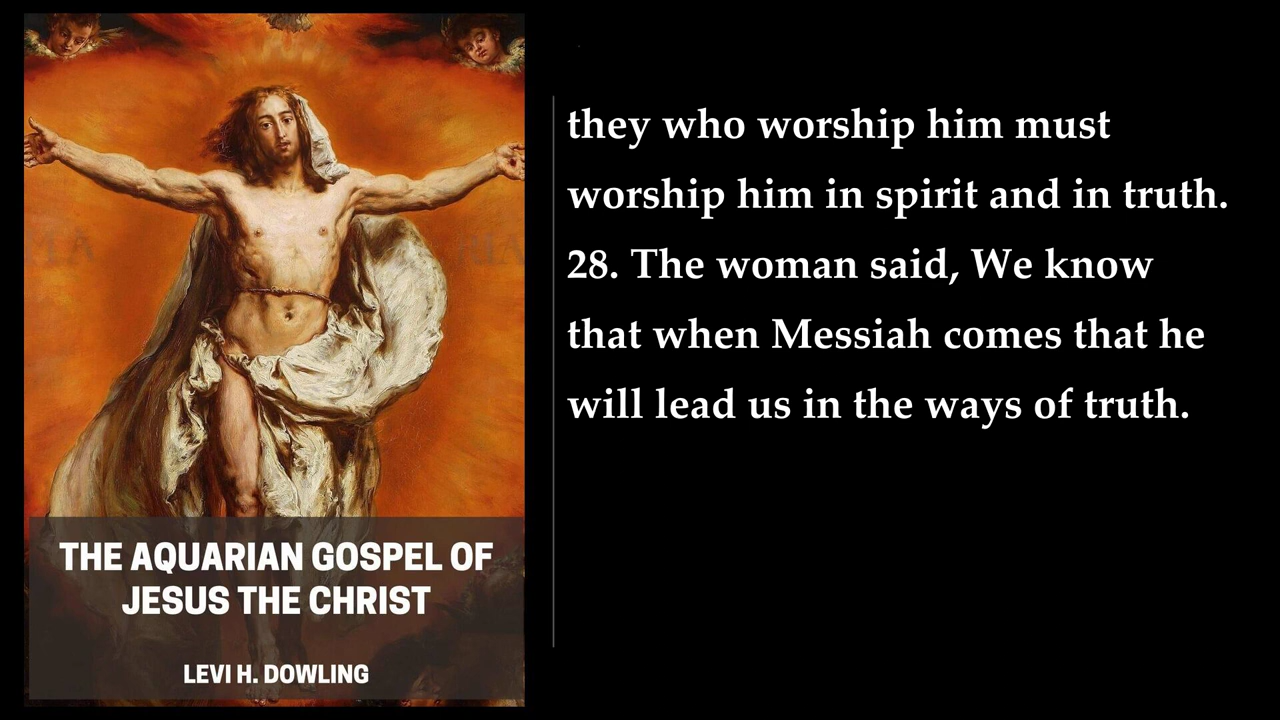 THE AQUARIAN GOSPEL OF
JESUS THE CHRIST
LEVI H. DOWLING
they who worship him must
worship him in spirit and in truth.
28. The woman said, We know
that when Messiah comes that he
will lead us in the ways of truth.